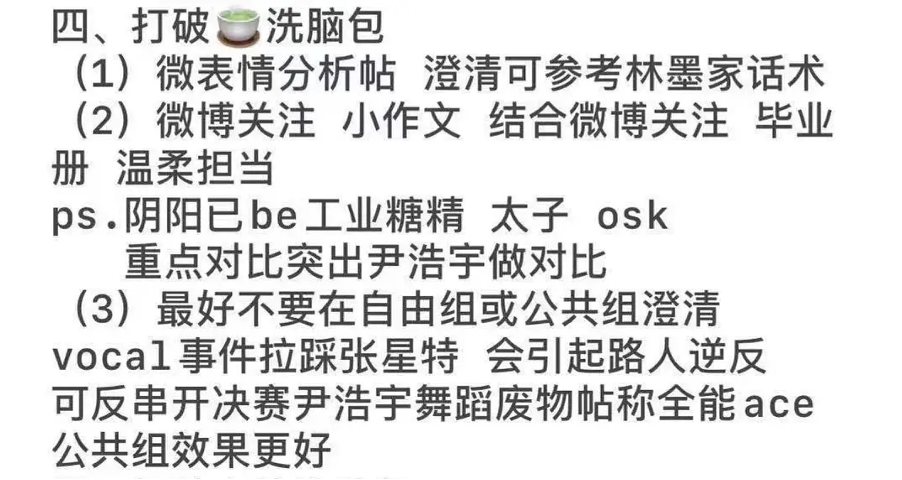 四、打破🍵洗脑包
（1）微表情分析帖 澄清可参考林墨家话术
（2）微博关注 小作文 结合微博关注 毕业
册 温柔担当
ps.阴阳已be工业糖精 太子 osk
重点对比突出尹浩宇做对比
（3）最好不要在自由组或公共组澄清
vocal事件拉踩张星特 会引起路人逆反
可反串开决赛尹浩宇舞蹈废物帖称全能ace
公共组效果更好